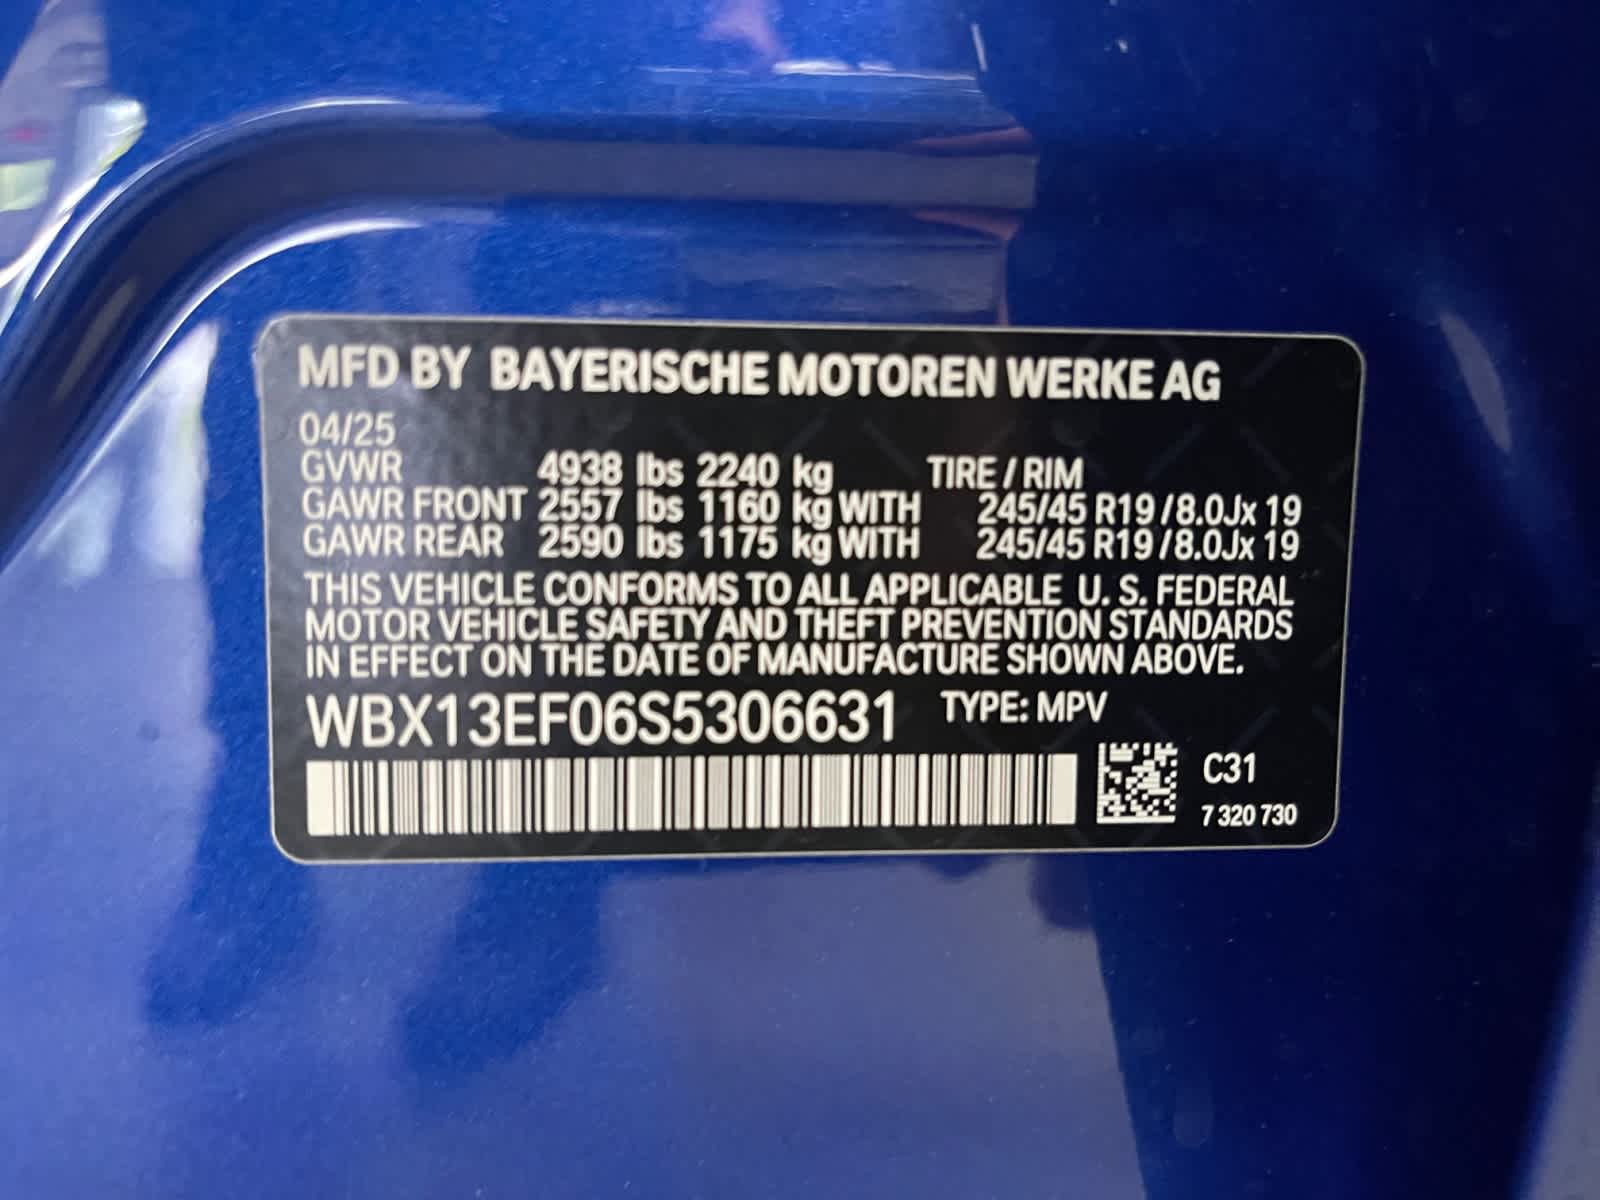 MFD BY BAYERISCHE MOTOREN WERKE AG
04/25
GVWR 4938 lbs 2240 kg TIRE / RIM
GAWR FRONT 2557 lbs 1160 kg WITH 245/45 R19 / 8.0Jx 19
GAWR REAR 2590 lbs 1175 kg WITH 245/45 R19 / 8.0Jx 19
THIS VEHICLE CONFORMS TO ALL APPLICABLE U. S. FEDERAL
MOTOR VEHICLE SAFETY AND THEFT PREVENTION STANDARDS
IN EFFECT ON THE DATE OF MANUFACTURE SHOWN ABOVE.
WBX13EF06S5306631 TYPE: MPV
C31
7 320 730